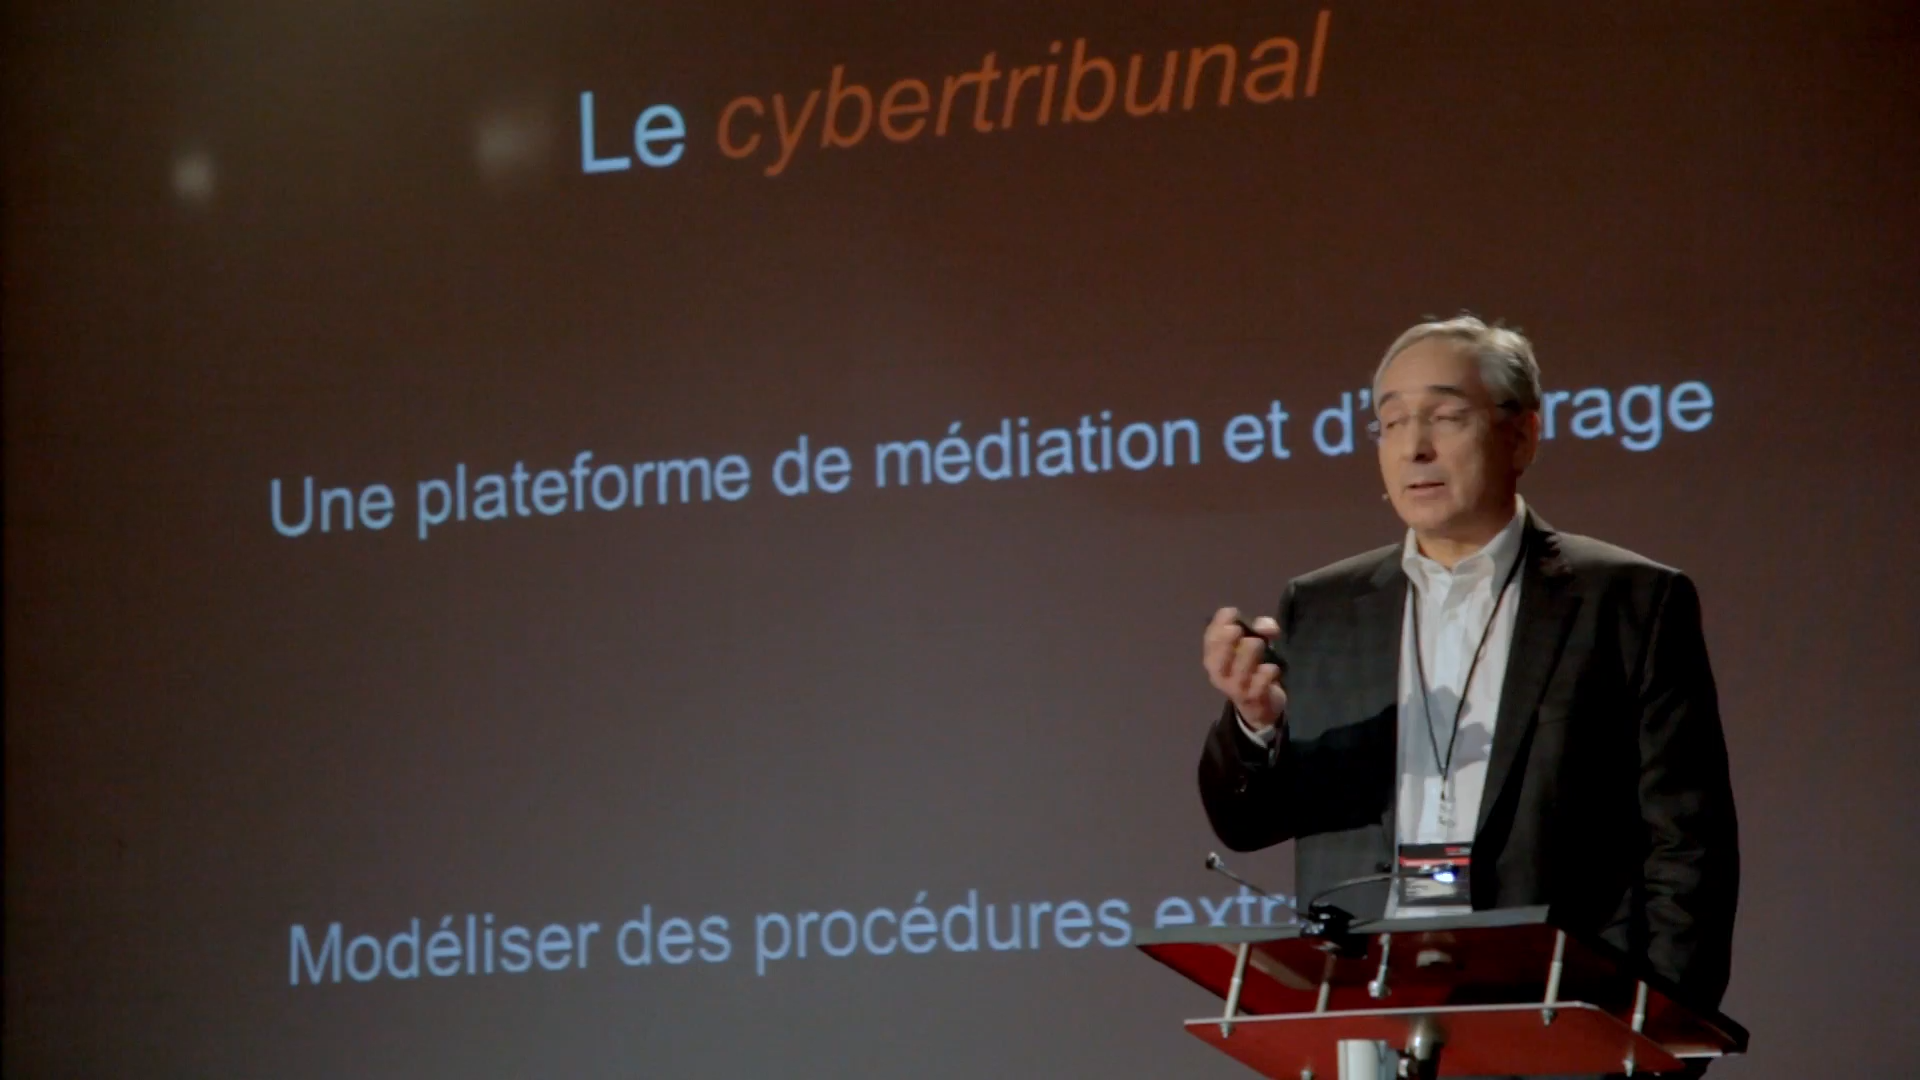 Le cybertribunal
Une plateforme de médiation et d'
Modéliser des procédures